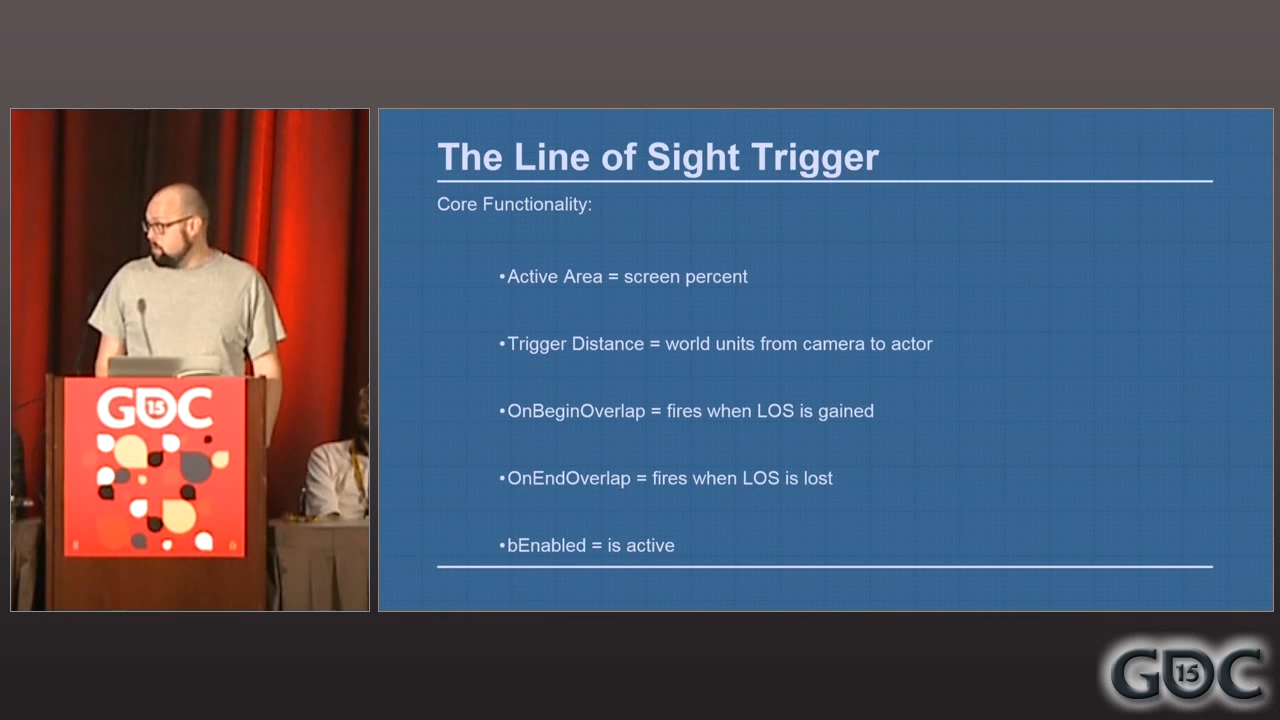 The Line of Sight Trigger
Core Functionality:
•Active Area = screen percent
•Trigger Distance = world units from camera to actor
•OnBeginOverlap = fires when LOS is gained
•OnEndOverlap = fires when LOS is lost
•bEnabled = is active
GDC 15
GDC 15